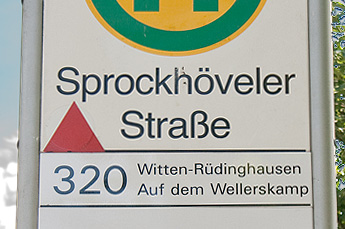 Sprockhöveler
Straße
320 Witten-Rüdinghausen
Auf dem Wellerskamp